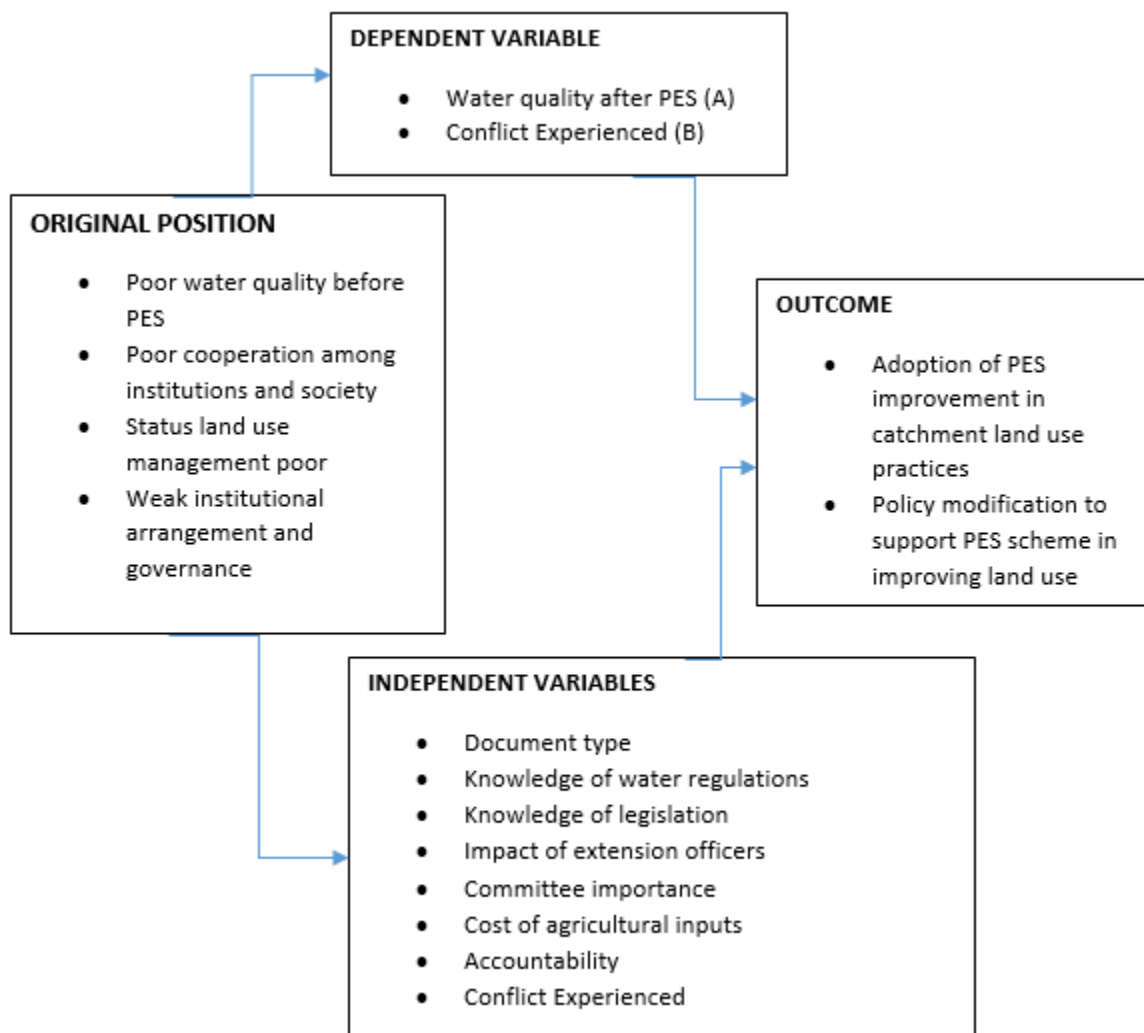 DEPENDENT VARIABLE
● Water quality after PES (A)
● Conflict Experienced (B)
ORIGINAL POSITION
● Poor water quality before
PES
● Poor cooperation among
institutions and society
● Status land use
management poor
● Weak institutional
arrangement and
governance
OUTCOME
● Adoption of PES
improvement in
catchment land use
practices
● Policy modification to
support PES scheme in
improving land use
INDEPENDENT VARIABLES
● Document type
● Knowledge of water regulations
● Knowledge of legislation
● Impact of extension officers
● Committee importance
● Cost of agricultural inputs
● Accountability
● Conflict Experienced